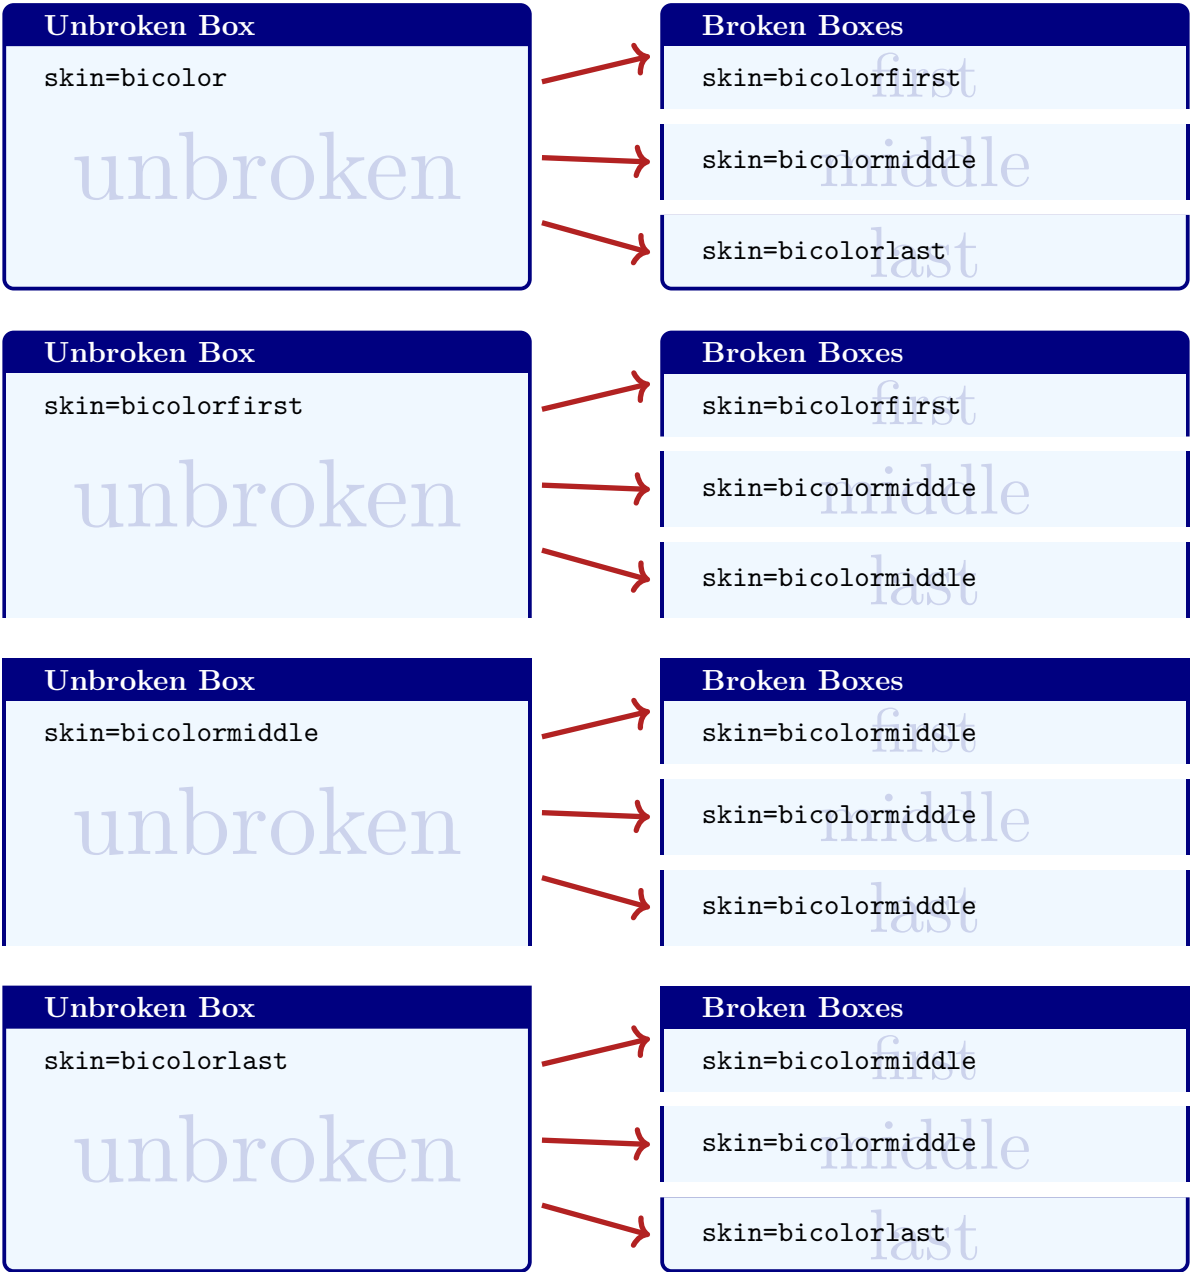 Unbroken Box
skin=bicolor
unbroken
Broken Boxes
skin=bicolorfirst
first
skin=bicolormiddle
middle
skin=bicolorlast
last
Unbroken Box
skin=bicolorfirst
unbroken
Broken Boxes
skin=bicolorfirst
first
skin=bicolormiddle
middle
skin=bicolormiddle
last
Unbroken Box
skin=bicolormiddle
unbroken
Broken Boxes
skin=bicolormiddle
first
skin=bicolormiddle
middle
skin=bicolormiddle
last
Unbroken Box
skin=bicolorlast
unbroken
Broken Boxes
skin=bicolormiddle
first
skin=bicolormiddle
middle
skin=bicolorlast
last